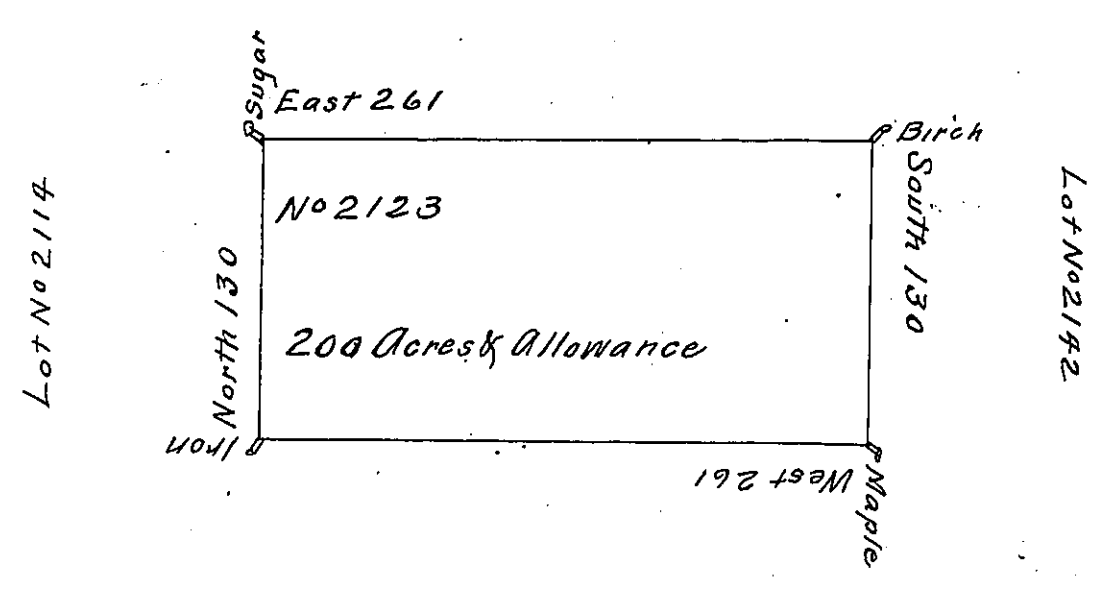 Sugar
East 261
Birch
South 130
Lot No 2142
Lot No 2114
No 2123
North 130
200 Acres & Allowance
Iron
West 261
Maple